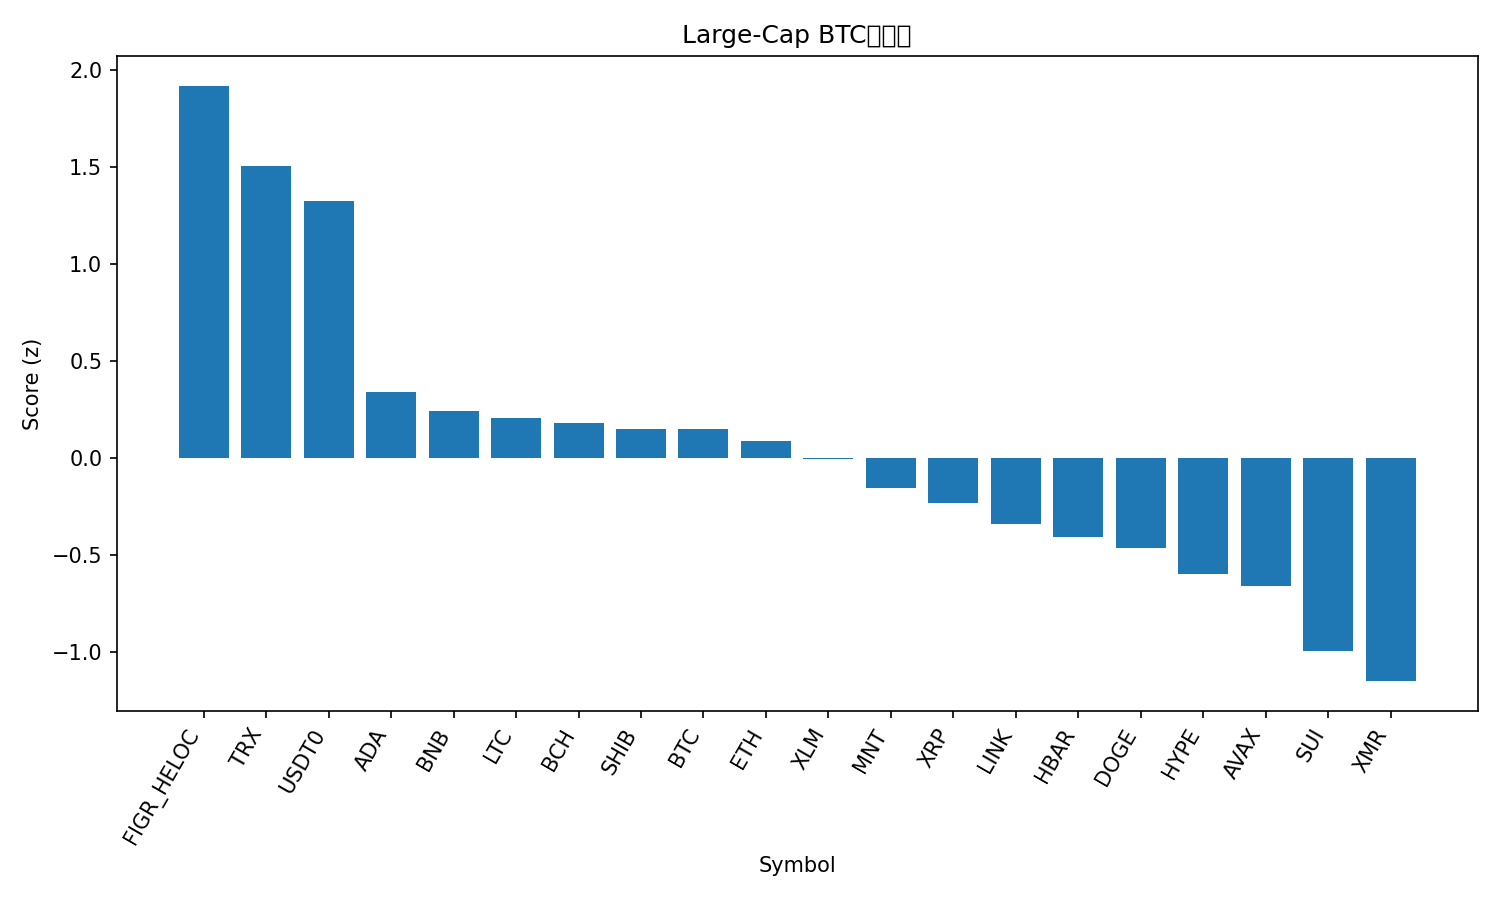 Large-Cap BTC
Score (z)
2.0
1.5
1.0
0.5
0.0
−0.5
−1.0
FIGR_HELOC
TRX
USDT0
ADA
BNB
LTC
BCH
SHIB
BTC
ETH
XLM
MNT
XRP
LINK
HBAR
DOGE
HYPE
AVAX
SUI
XMR
Symbol